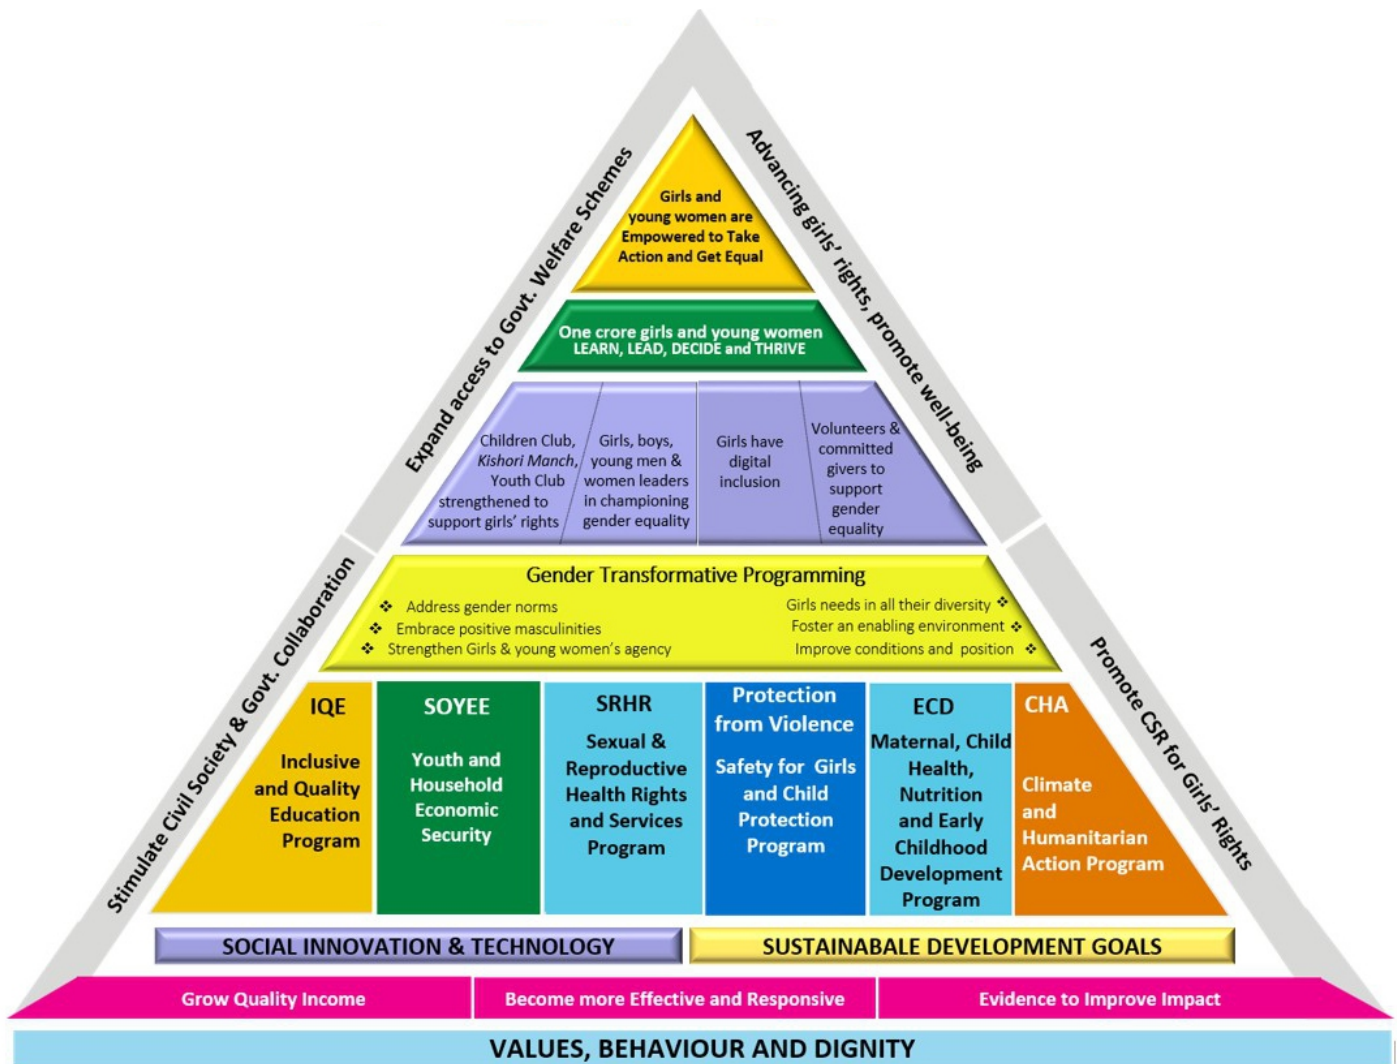 Expand access to Govt. Welfare Schemes
Advancing girls' rights, promote well-being
Stimulate Civil Society & Govt. Collaboration
Promote CSR for Girls' Rights
Girls and
young women are
Empowered to Take
Action and Get Equal
One crore girls and young women
LEARN, LEAD, DECIDE and THRIVE
Children Club,
Kishori Manch,
Youth Club
strengthened to
support girls' rights
Girls, boys,
young men &
women leaders
in championing
gender equality
Girls have
digital
inclusion
Volunteers &
committed
givers to
support
gender
equality
Gender Transformative Programming
❖ Address gender norms
❖ Embrace positive masculinities
❖ Strengthen Girls & young women's agency
Girls needs in all their diversity ❖
Foster an enabling environment ❖
Improve conditions and position ❖
IQE
Inclusive
and Quality
Education
Program
SOYEE
Youth and
Household
Economic
Security
SRHR
Sexual &
Reproductive
Health Rights
and Services
Program
Protection
from Violence
Safety for Girls
and Child
Protection
Program
ECD
Maternal, Child
Health,
Nutrition
and Early
Childhood
Development
Program
CHA
Climate
and
Humanitarian
Action Program
SOCIAL INNOVATION & TECHNOLOGY
SUSTAINABALE DEVELOPMENT GOALS
Grow Quality Income
Become more Effective and Responsive
Evidence to Improve Impact
VALUES, BEHAVIOUR AND DIGNITY